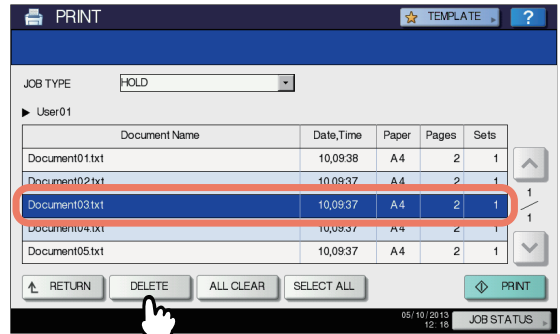 PRINT TEMPLATE ?
JOB TYPE HOLD
User01
Document Name Date,Time Paper Pages Sets
Document01.txt 10,09:38 A4 2 1
Document02.txt 10,09:37 A4 2 1
Document03.txt 10,09:37 A4 2 1
Document04.txt 10,09:37 A4 2 1
Document05.txt 10,09:37 A4 2 1
1
1
RETURN DELETE ALL CLEAR SELECT ALL PRINT
05/10/2013
12:18
JOB STATUS